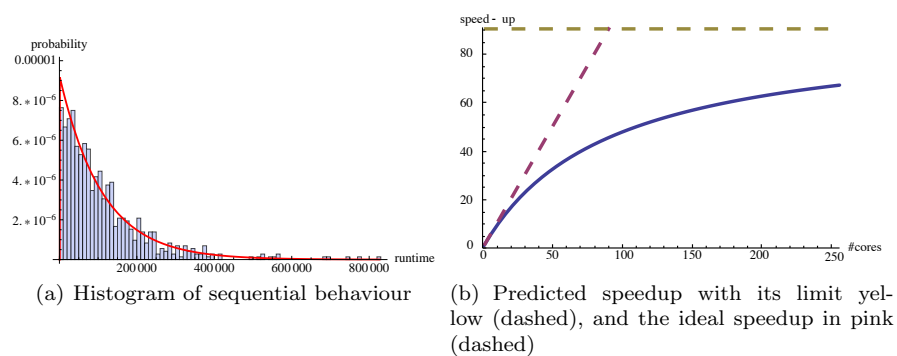 probability
0.00001
8. * 10^-6
6. * 10^-6
4. * 10^-6
2. * 10^-6
200 000 400 000 600 000 800 000
runtime
(a) Histogram of sequential behaviour
speed- up
80
60
40
20
0
0 50 100 150 200 250
#cores
(b) Predicted speedup with its limit yel-
low (dashed), and the ideal speedup in pink
(dashed)